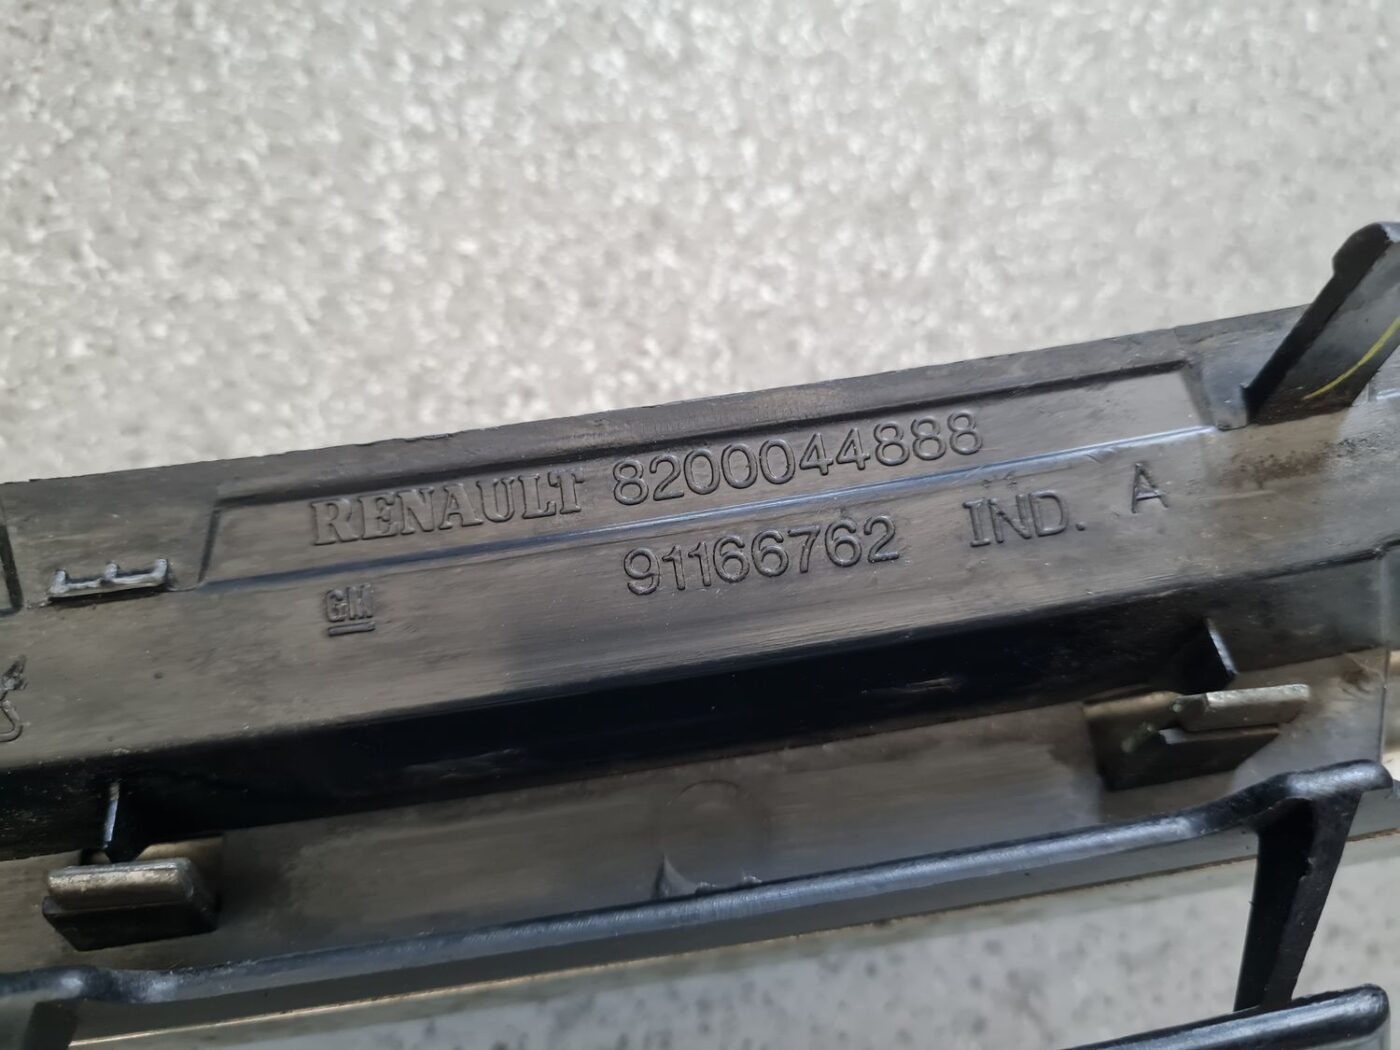 RENAULT 8200044888
GM 91166762 IND. A